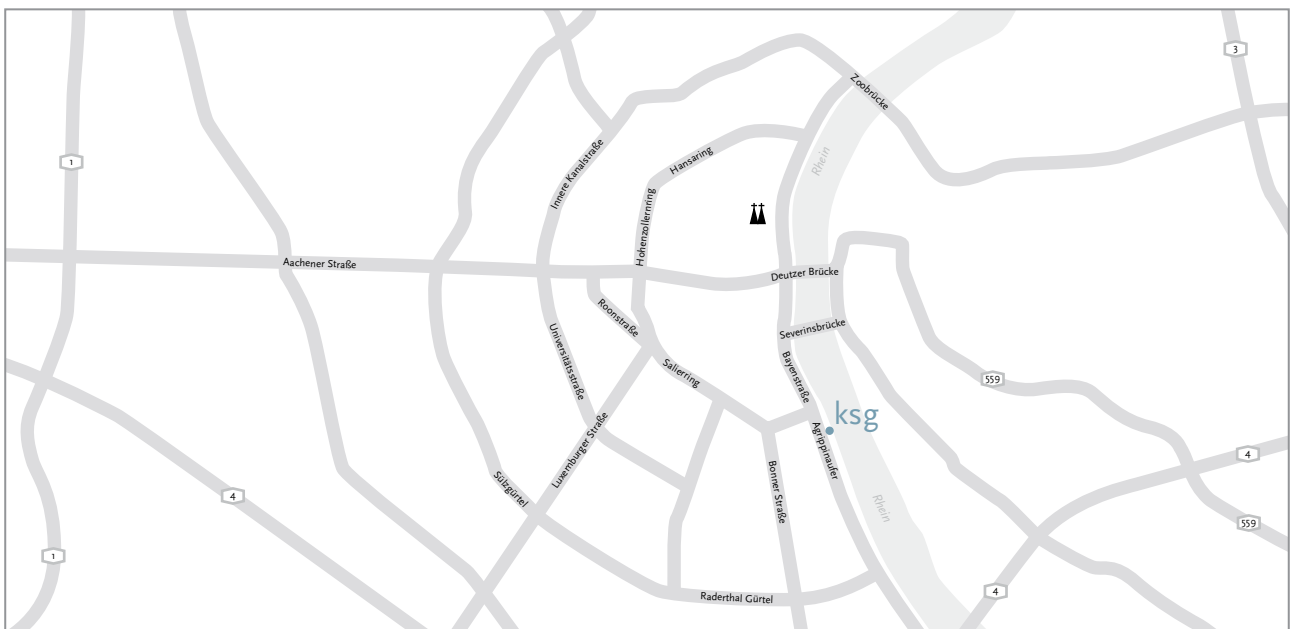 3
Zoobrücke
1
Rhein
Innere Kanalstraße
Hansaring
Hohenzollernring
Aachener Straße
Deutzer Brücke
Roonstraße
Severinsbrücke
Universitätsstraße
Salierring
Bayenstraße
559
ksg
Luxemburger Straße
Agrippinaufer
4
Sülzgürtel
Bonner Straße
4
Rhein
559
1
4
Raderthal Gürtel